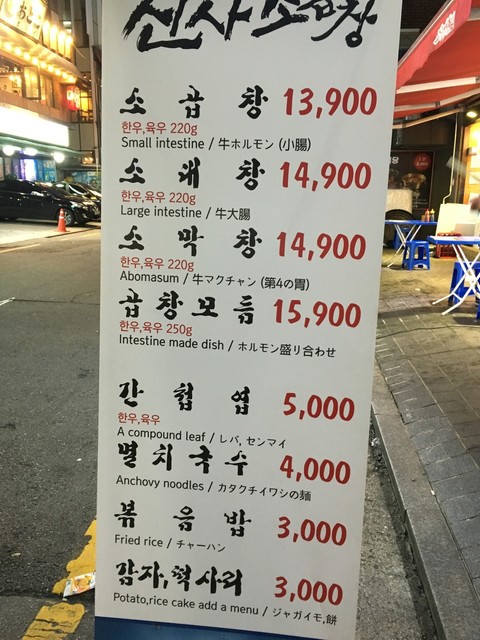 신사소곱창
소 곱 창 13,900
한우,육우 220g
Small intestine / 牛ホルモン (小腸)
소 대 창 14,900
한우,육우 220g
Large intestine / 牛大腸
소 막 창 14,900
한우,육우 220g
Abomasum / 牛マクチャン (第4の胃)
곱창모듬 15,900
한우,육우 250g
Intestine made dish / ホルモン盛り合わせ
간 첩 엽 5,000
한우,육우
A compound leaf / レバ, センマイ
멸치국수 4,000
Anchovy noodles / カタクチイワシの麺
볶 음 밥 3,000
Fried rice / チャーハン
감자,떡사리 3,000
Potato,rice cake add a menu / ジャガイモ,餅